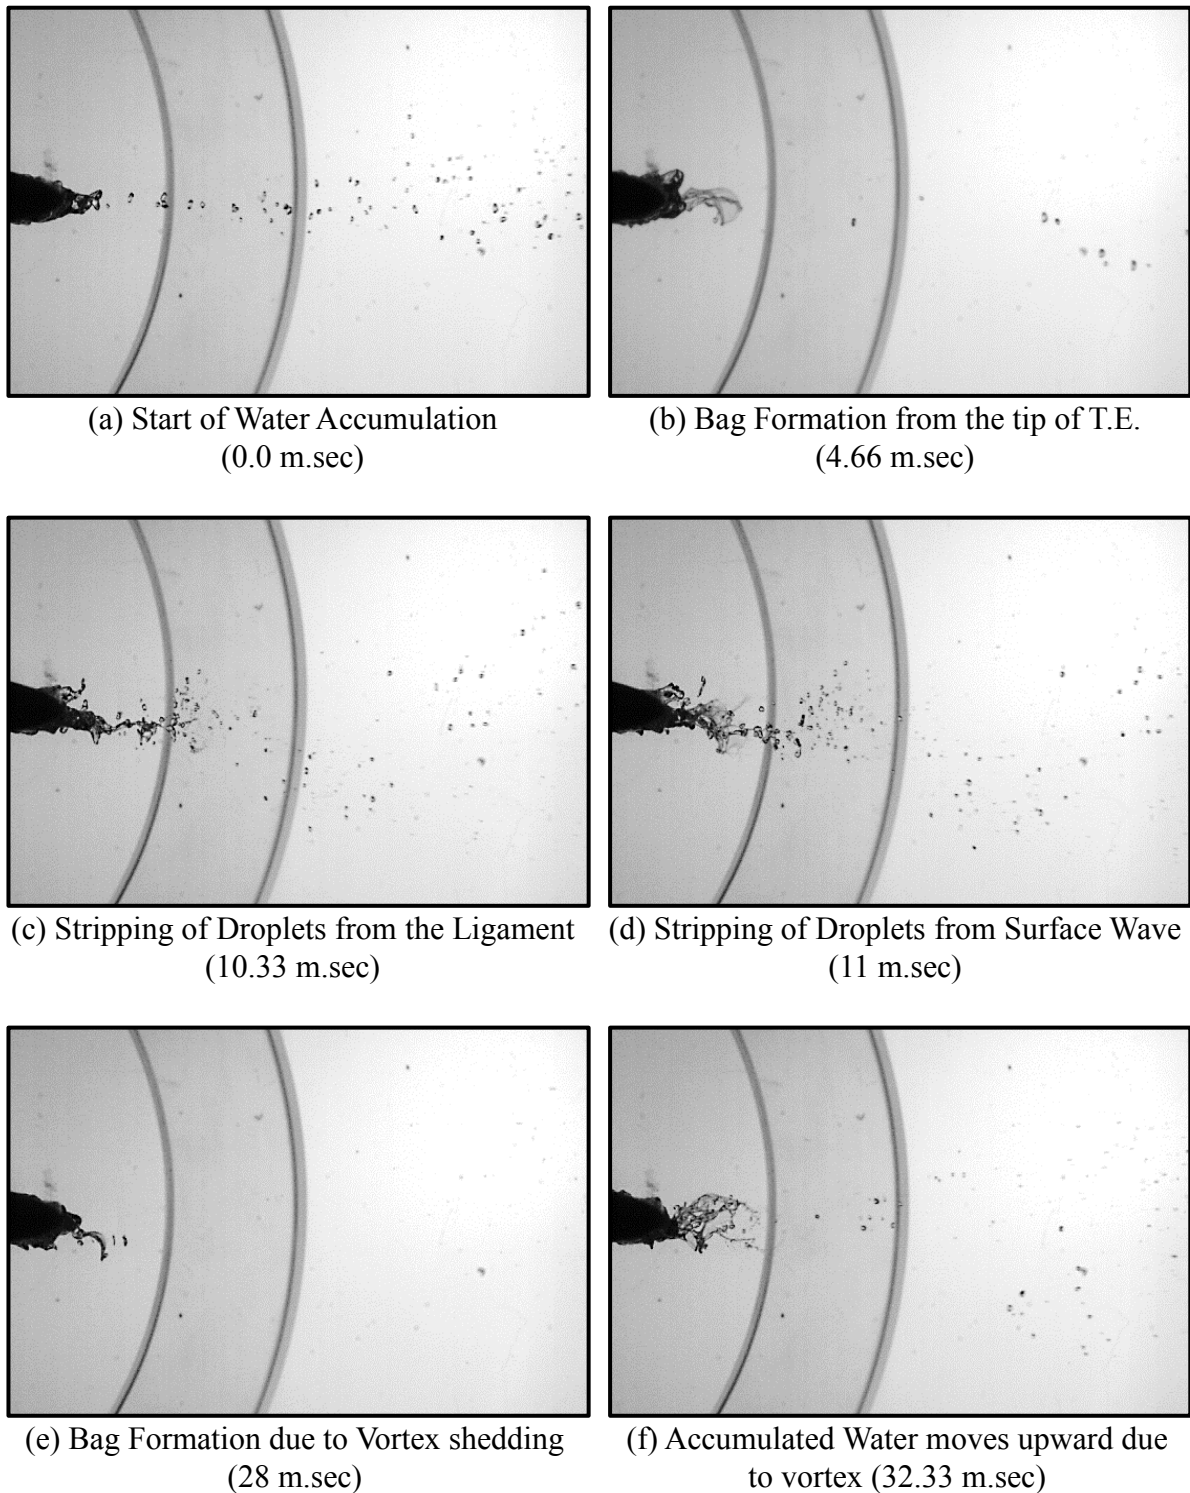 (a) Start of Water Accumulation
(0.0 m.sec)
(b) Bag Formation from the tip of T.E.
(4.66 m.sec)
(c) Stripping of Droplets from the Ligament
(10.33 m.sec)
(d) Stripping of Droplets from Surface Wave
(11 m.sec)
(e) Bag Formation due to Vortex shedding
(28 m.sec)
(f) Accumulated Water moves upward due
to vortex (32.33 m.sec)